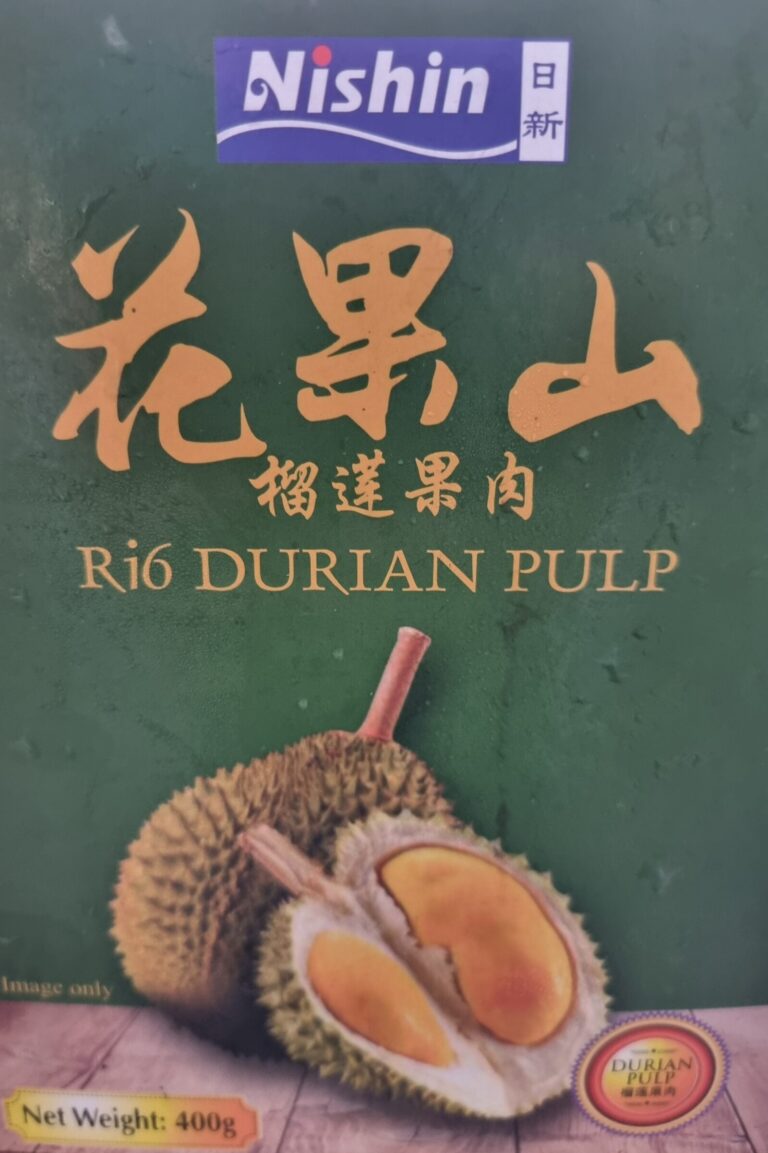 Nishin
日新
花果山
榴莲果肉
Ri6 DURIAN PULP
Image only
Net Weight: 400g
DURIAN
PULP
榴莲果肉